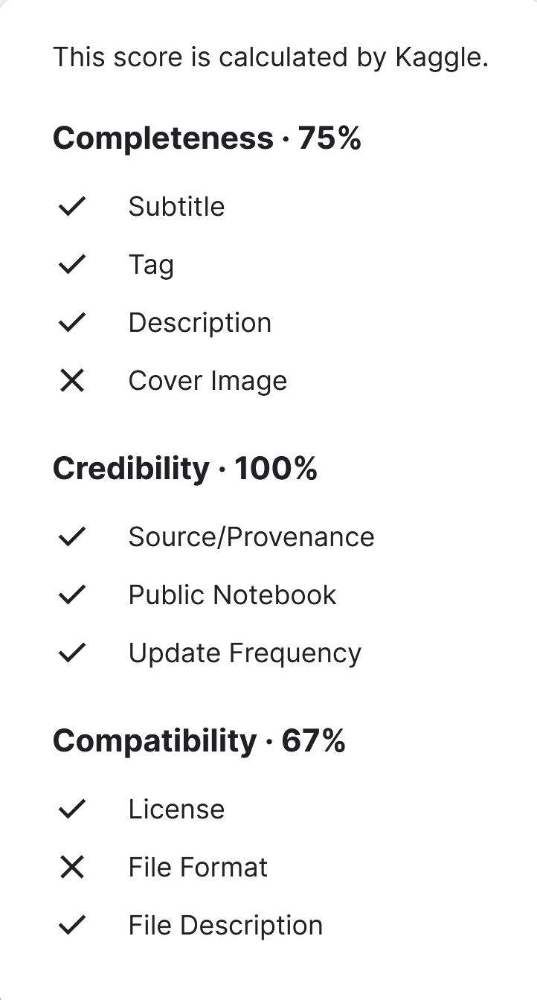 This score is calculated by Kaggle.
Completeness · 75%
Subtitle
Tag
Description
Cover Image
Credibility · 100%
Source/Provenance
Public Notebook
Update Frequency
Compatibility · 67%
License
File Format
File Description